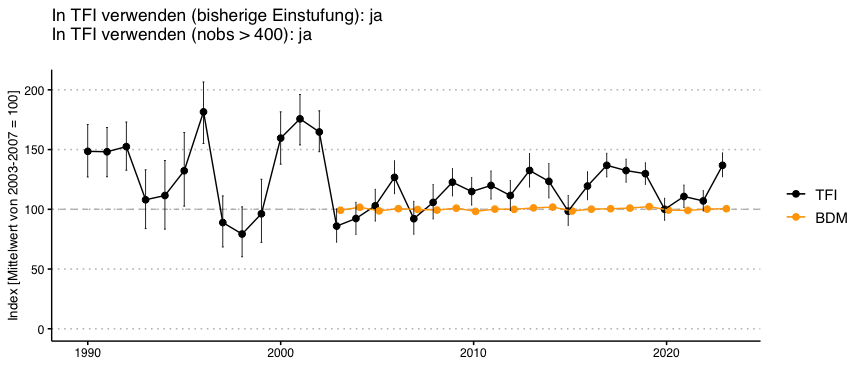 In TFI verwenden (bisherige Einstufung): ja
In TFI verwenden (nobs > 400): ja
Index [Mittelwert von 2003-2007 = 100]
200
150
100
50
0
1990
2000
2010
2020
TFI
BDM